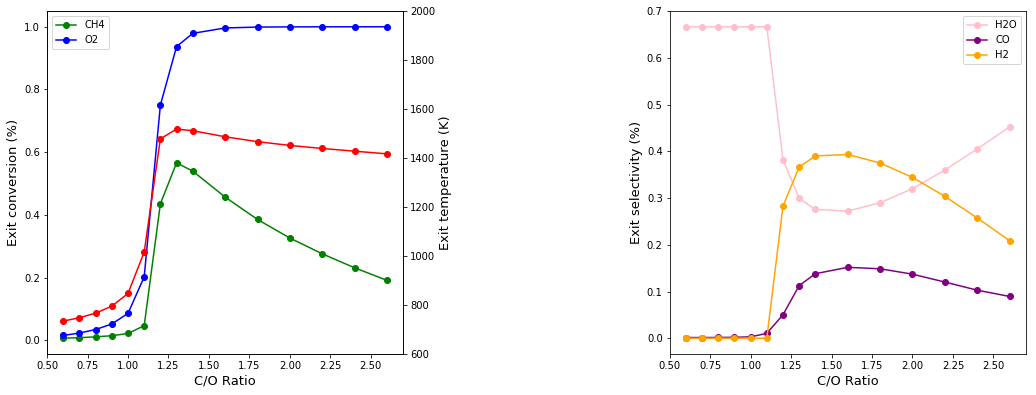 CH4
O2
1.0
0.8
0.6
0.4
0.2
0.0
Exit conversion (%)
0.50 0.75 1.00 1.25 1.50 1.75 2.00 2.25 2.50
C/O Ratio
2000
1800
1600
1400
1200
1000
800
600
Exit temperature (K)
H2O
CO
H2
0.7
0.6
0.5
0.4
0.3
0.2
0.1
0.0
Exit selectivity (%)
0.50 0.75 1.00 1.25 1.50 1.75 2.00 2.25 2.50
C/O Ratio